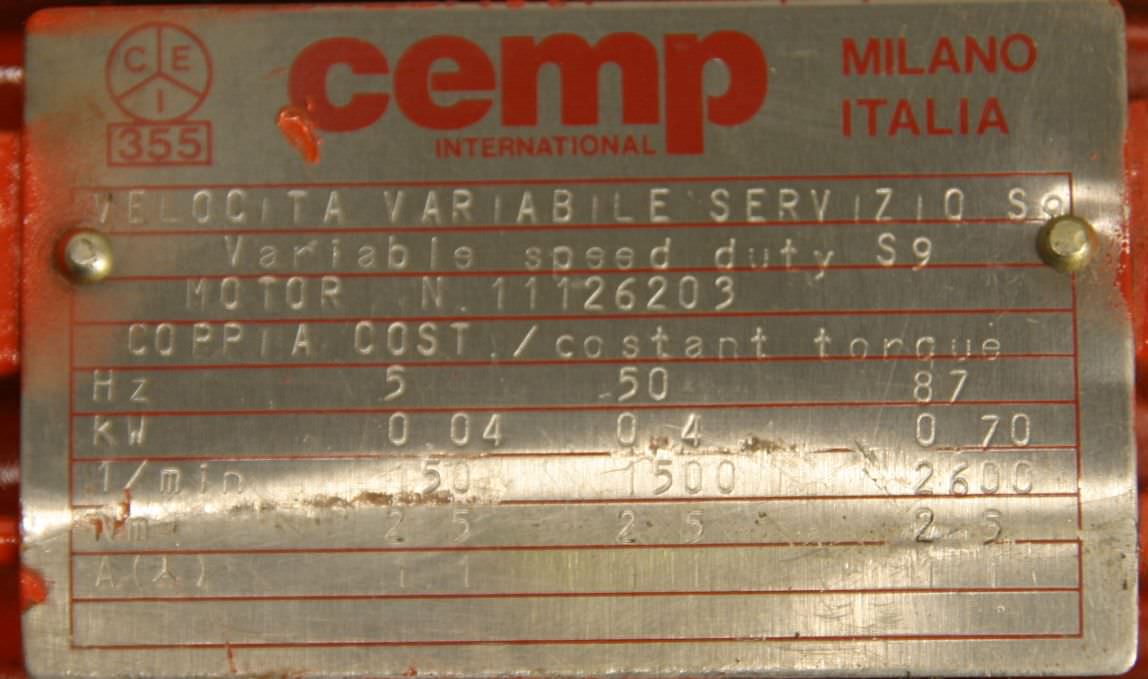 C E I
355
cemp
INTERNATIONAL
MILANO
ITALIA
VELOCITA VARIABILE SERVIZIO S9
Variable speed duty S9
MOTOR N. 11126203
COPPIA COST./costant torque
Hz 5 50 87
KW 0.04 0.4 0.70
1/min 150 1500 2600
Nm 2.5 2.5 2.5
A(Y) 1.1